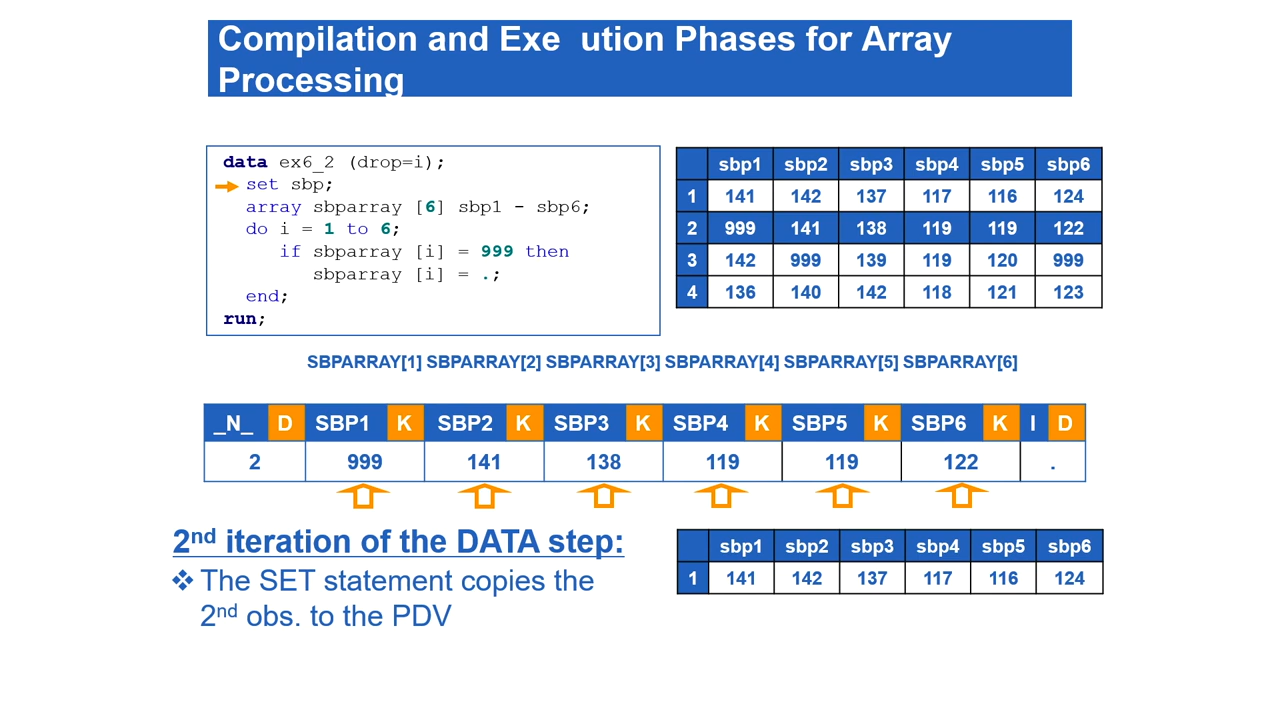 Compilation and Exe ution Phases for Array
Processing
data ex6_2 (drop=i);
set sbp;
array sbparray [6] sbp1 - sbp6;
do i = 1 to 6;
if sbparray [i] = 999 then
sbparray [i] = .;
end;
run;
sbp1 sbp2 sbp3 sbp4 sbp5 sbp6
1 141 142 137 117 116 124
2 999 141 138 119 119 122
3 142 999 139 119 120 999
4 136 140 142 118 121 123
SBPARRAY[1] SBPARRAY[2] SBPARRAY[3] SBPARRAY[4] SBPARRAY[5] SBPARRAY[6]
_N_ D SBP1 K SBP2 K SBP3 K SBP4 K SBP5 K SBP6 K I D
2 999 141 138 119 119 122 .
2nd iteration of the DATA step:
❖ The SET statement copies the
2nd obs. to the PDV
sbp1 sbp2 sbp3 sbp4 sbp5 sbp6
1 141 142 137 117 116 124